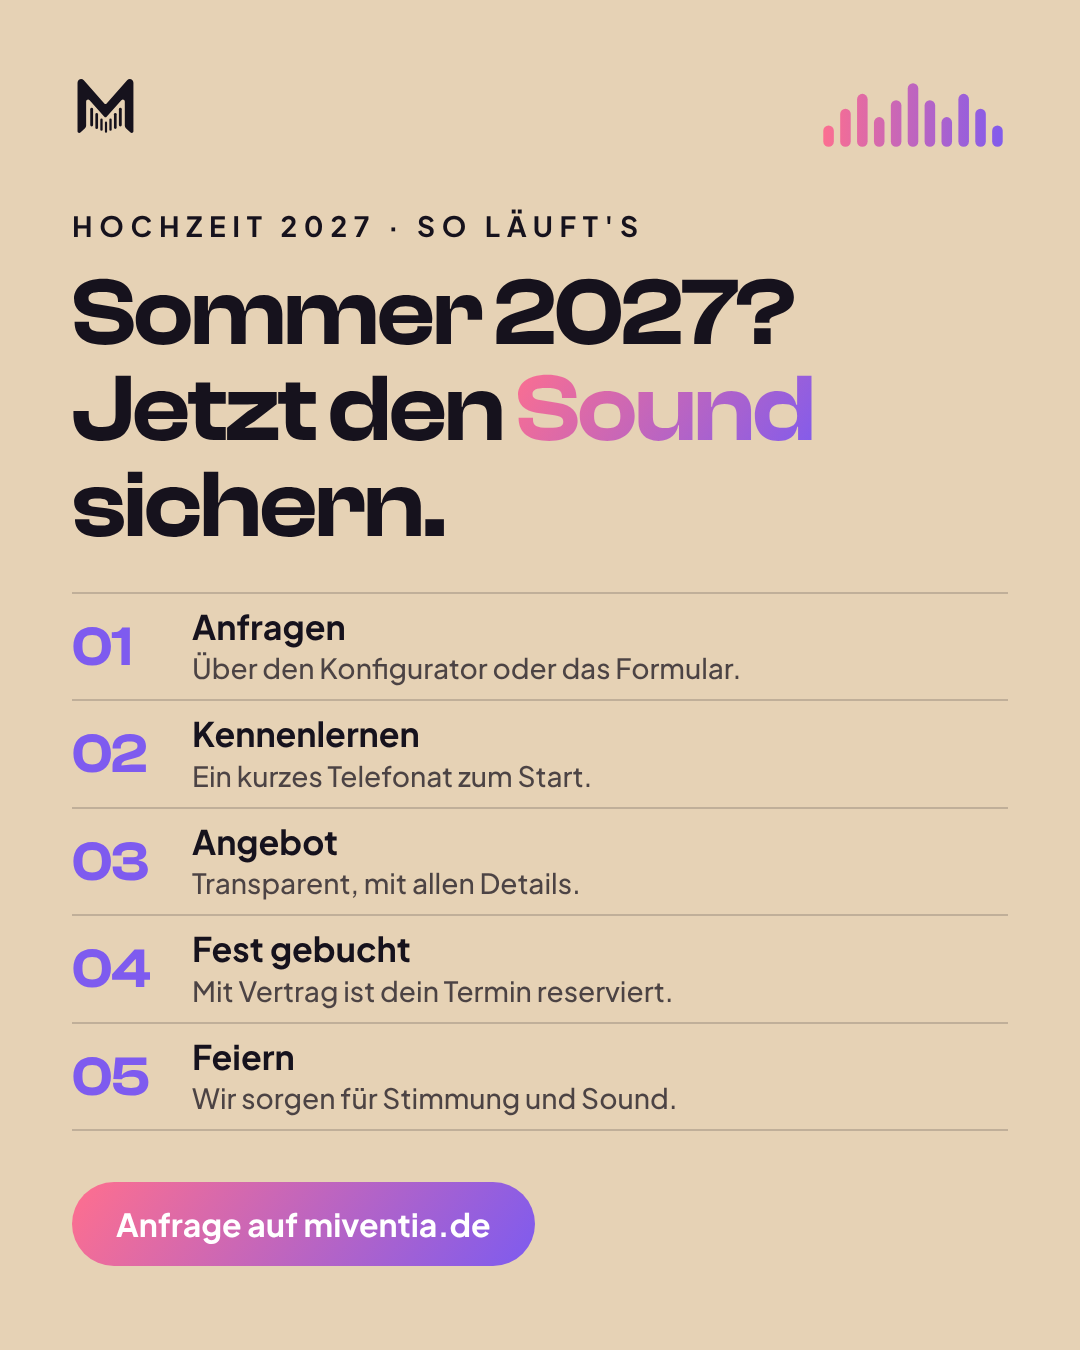 HOCHZEIT 2027 · SO LÄUFT'S
Sommer 2027?
Jetzt den Sound
sichern.
01
Anfragen
Über den Konfigurator oder das Formular.
02
Kennenlernen
Ein kurzes Telefonat zum Start.
03
Angebot
Transparent, mit allen Details.
04
Fest gebucht
Mit Vertrag ist dein Termin reserviert.
05
Feiern
Wir sorgen für Stimmung und Sound.
Anfrage auf miventia.de